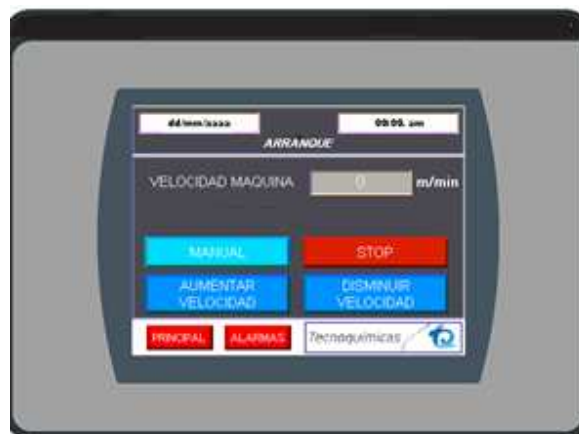 dd/mm/aaaa
00:00. am
ARRANQUE
VELOCIDAD MAQUINA 0 m/min
MANUAL
STOP
AUMENTAR
VELOCIDAD
DISMINUIR
VELOCIDAD
PRINCIPAL
ALARMAS
Tecnoquímicas